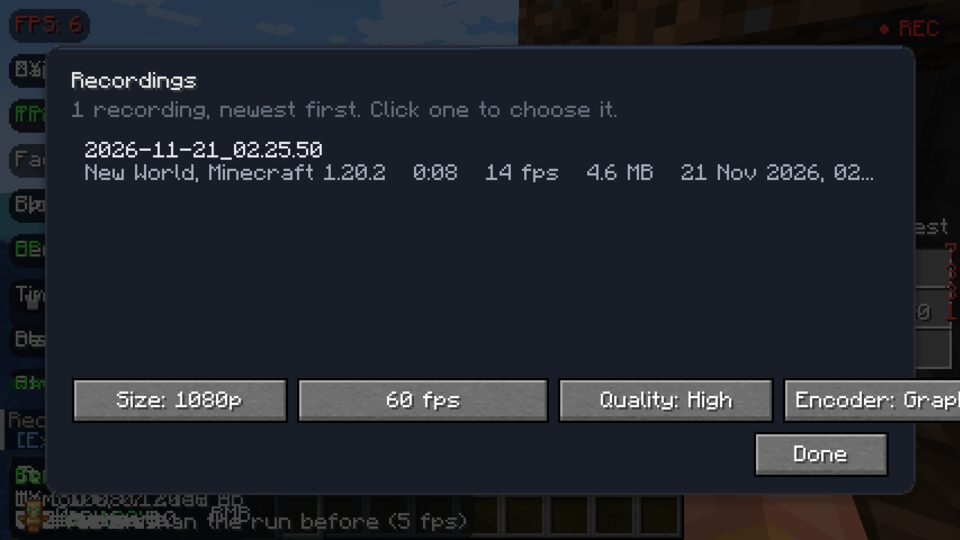 FPS: 6
REC
Recordings
1 recording, newest first. Click one to choose it.
2026-11-21_02.25.50
New World, Minecraft 1.20.2 0:08 14 fps 4.6 MB 21 Nov 2026, 02...
Size: 1080p
60 fps
Quality: High
Encoder: Grap
Done
run before (5 fps)